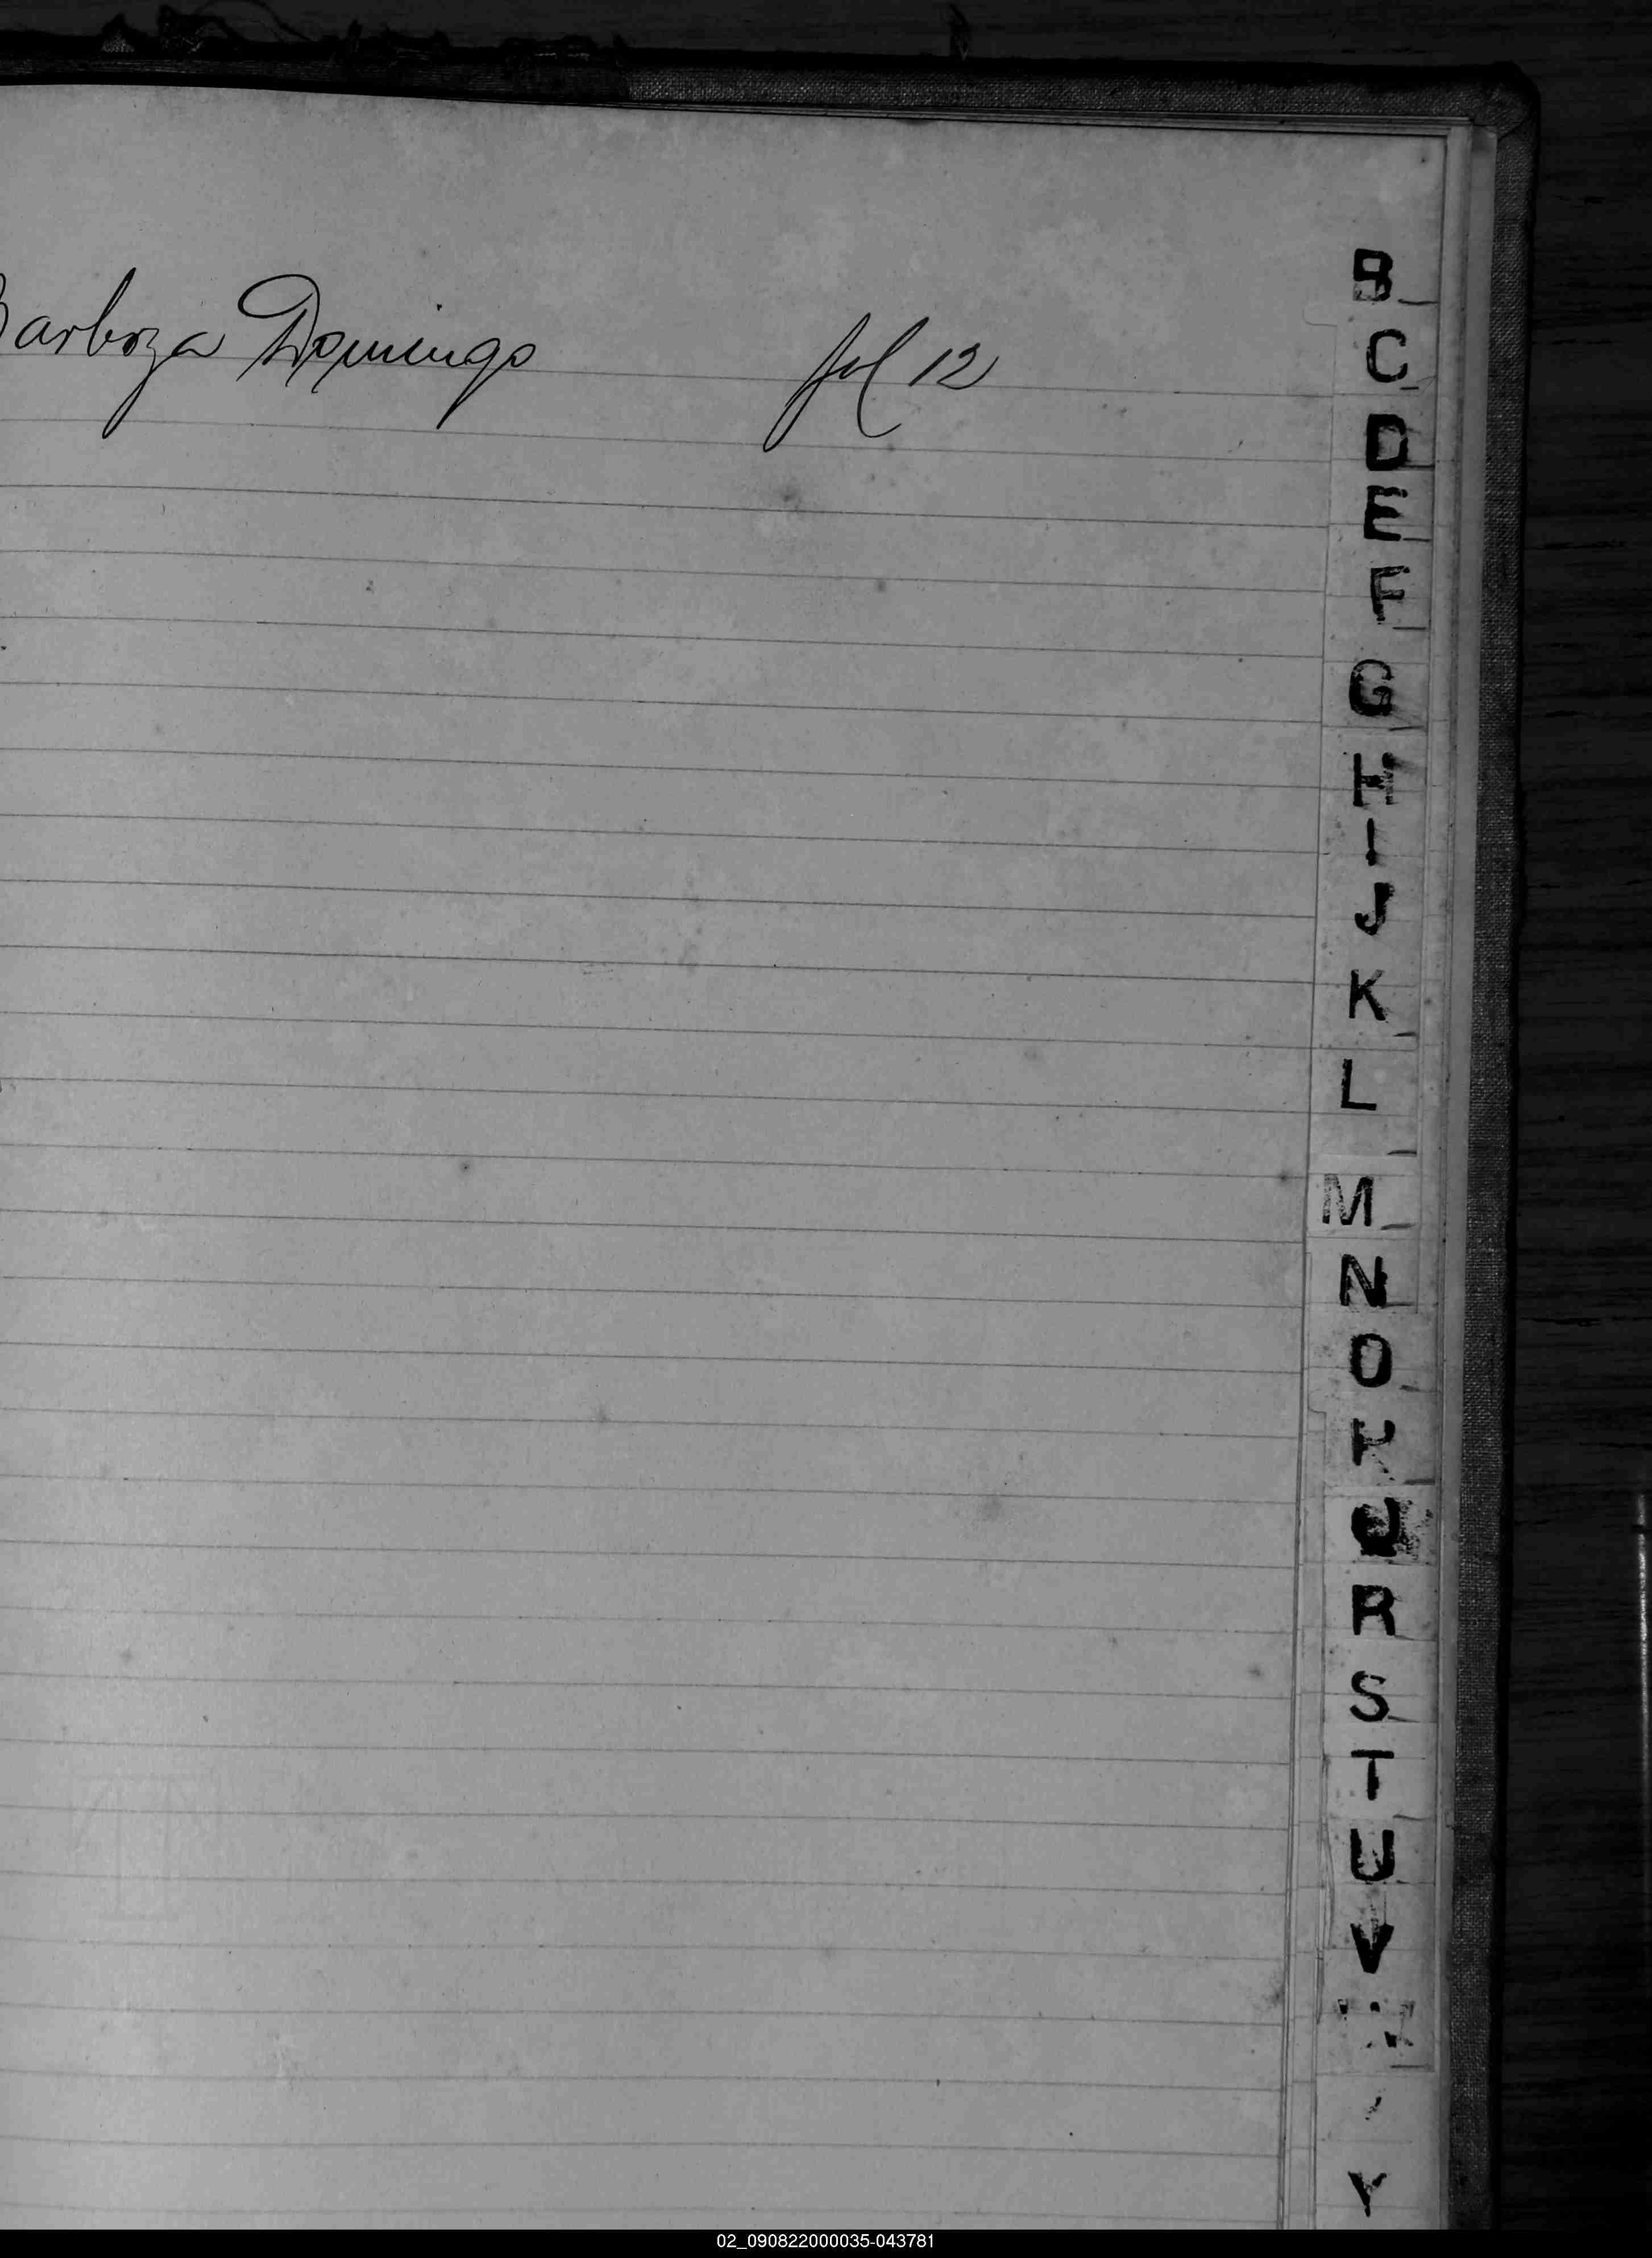 Barboza Domingo fol 12
B
C
D
E
F
G
H
I
J
K
L
M
N
O
P
R
S
T
U
V
Y
02_090822000035-043781